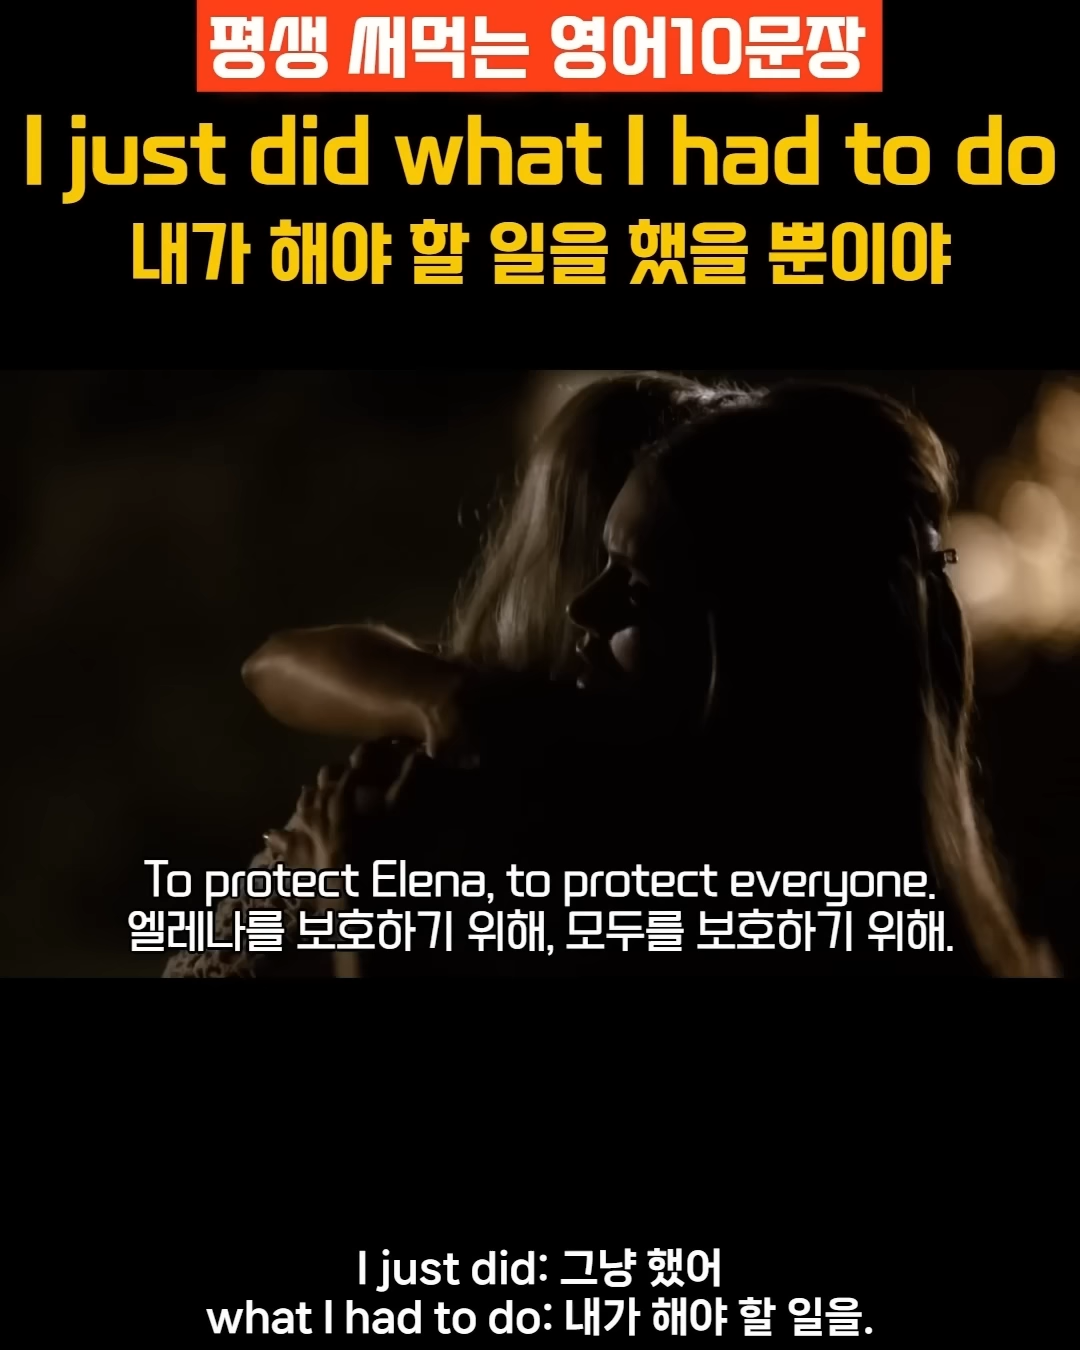 평생 써먹는 영어10문장
I just did what I had to do
내가 해야 할 일을 했을 뿐이야
To protect Elena, to protect everyone.
엘레나를 보호하기 위해, 모두를 보호하기 위해.
I just did: 그냥 했어
what I had to do: 내가 해야 할 일을.